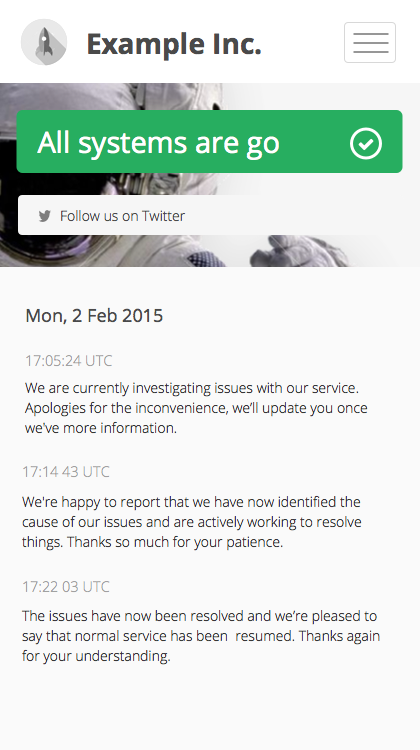 Example Inc.
All systems are go
Follow us on Twitter
Mon, 2 Feb 2015
17:05:24 UTC
We are currently investigating issues with our service.
Apologies for the inconvenience, we’ll update you once
we've more information.
17:14 43 UTC
We're happy to report that we have now identified the
cause of our issues and are actively working to resolve
things. Thanks so much for your patience.
17:22 03 UTC
The issues have now been resolved and we’re pleased to
say that normal service has been  resumed. Thanks again
for your understanding.